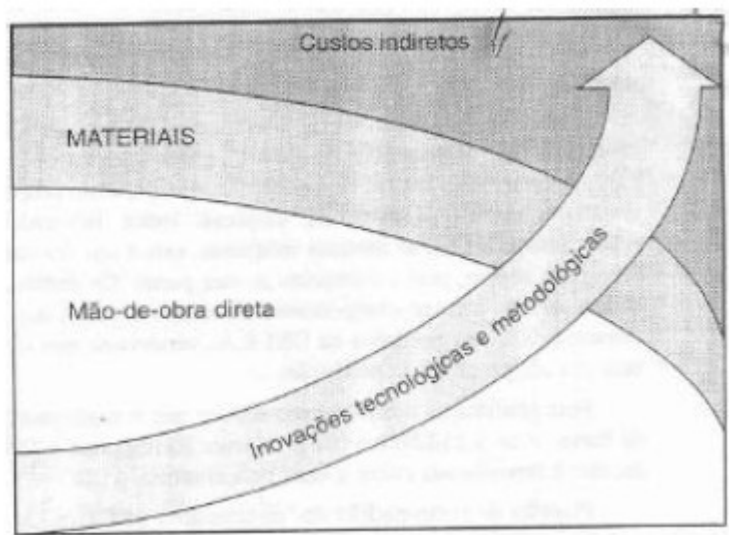 Custos indiretos
MATERIAIS
Mão-de-obra direta
Inovações tecnológicas e metodológicas